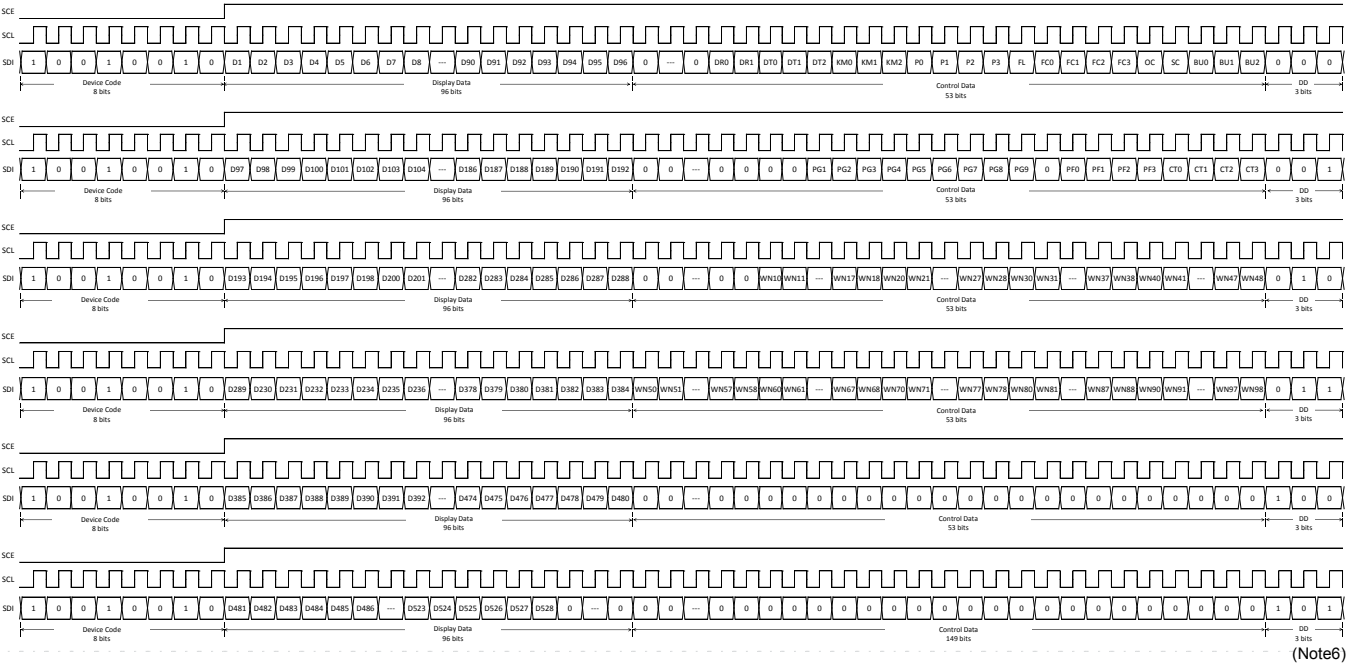 SCE
SCL
SDI 1 0 0 1 0 0 1 0 D1 D2 D3 D4 D5 D6 D7 D8 --- D90 D91 D92 D93 D94 D95 D96 0 --- 0 DR0 DR1 DT0 DT1 DT2 KM0 KM1 KM2 P0 P1 P2 P3 FL FC0 FC1 FC2 FC3 OC SC BU0 BU1 BU2 0 0 0
Device Code Display Data Control Data DD
8 bits 96 bits 53 bits 3 bits
SCE
SCL
SDI 1 0 0 1 0 0 1 0 D97 D98 D99 D100 D101 D102 D103 D104 --- D186 D187 D188 D189 D190 D191 D192 0 0 --- 0 0 0 0 PG1 PG2 PG3 PG4 PG5 PG6 PG7 PG8 PG9 0 PF0 PF1 PF2 PF3 CT0 CT1 CT2 CT3 0 0 1
Device Code Display Data Control Data DD
8 bits 96 bits 53 bits 3 bits
SCE
SCL
SDI 1 0 0 1 0 0 1 0 D193 D194 D195 D196 D197 D198 D200 D201 --- D282 D283 D284 D285 D286 D287 D288 0 0 --- 0 0 WN10 WN11 --- WN17 WN18 WN20 WN21 --- WN27 WN28 WN30 WN31 --- WN37 WN38 WN40 WN41 --- WN47 WN48 0 1 0
Device Code Display Data Control Data DD
8 bits 96 bits 53 bits 3 bits
SCE
SCL
SDI 1 0 0 1 0 0 1 0 D289 D230 D231 D232 D233 D234 D235 D236 --- D378 D379 D380 D381 D382 D383 D384 WN50 WN51 --- WN57 WN58 WN60 WN61 --- WN67 WN68 WN70 WN71 --- WN77 WN78 WN80 WN81 --- WN87 WN88 WN90 WN91 --- WN97 WN98 0 1 1
Device Code Display Data Control Data DD
8 bits 96 bits 53 bits 3 bits
SCE
SCL
SDI 1 0 0 1 0 0 1 0 D385 D386 D387 D388 D389 D390 D391 D392 --- D474 D475 D476 D477 D478 D479 D480 0 0 --- 0 0 0 0 0 0 0 0 0 0 0 0 0 0 0 0 0 0 0 0 0 0 1 0 0
Device Code Display Data Control Data DD
8 bits 96 bits 53 bits 3 bits
SCE
SCL
SDI 1 0 0 1 0 0 1 0 D481 D482 D483 D484 D485 D486 --- D523 D524 D525 D526 D527 D528 0 --- 0 0 0 --- 0 0 0 0 0 0 0 0 0 0 0 0 0 0 0 0 0 0 0 0 0 0 1 0 1
Device Code Display Data Control Data DD
8 bits 96 bits 149 bits 3 bits
(Note6)